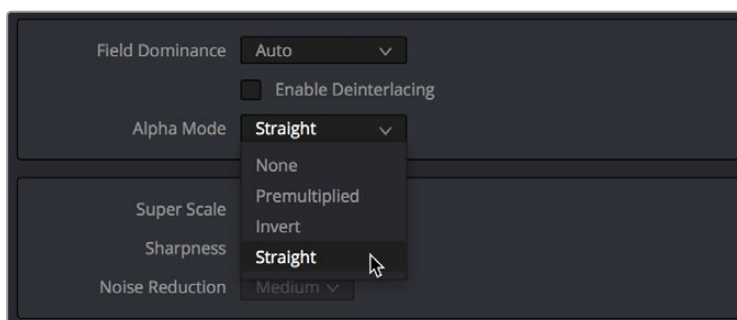 Field Dominance Auto
Enable Deinterlacing
Alpha Mode Straight
None
Premultiplied
Invert
Straight
Super Scale
Sharpness
Noise Reduction Medium